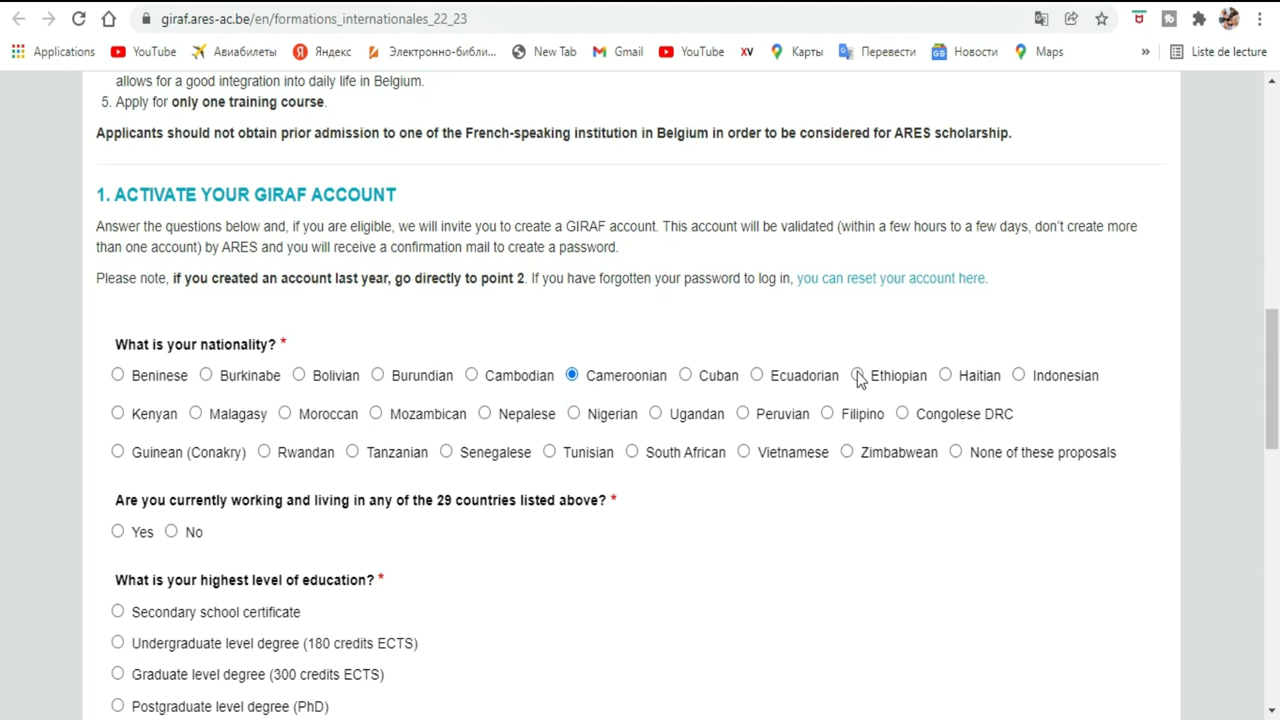 giraf.ares-ac.be/en/formations_internationales_22_23
Applications YouTube Авиабилеты Яндекс Электронно-библи... New Tab Gmail YouTube XV Карты Перевести Новости Maps » Liste de lecture
allows for a good integration into daily life in Belgium.
5. Apply for only one training course.
Applicants should not obtain prior admission to one of the French-speaking institution in Belgium in order to be considered for ARES scholarship.
1. ACTIVATE YOUR GIRAF ACCOUNT
Answer the questions below and, if you are eligible, we will invite you to create a GIRAF account. This account will be validated (within a few hours to a few days, don't create more
than one account) by ARES and you will receive a confirmation mail to create a password.
Please note, if you created an account last year, go directly to point 2. If you have forgotten your password to log in, you can reset your account here.
What is your nationality? *
Beninese Burkinabe Bolivian Burundian Cambodian Cameroonian Cuban Ecuadorian Ethiopian Haitian Indonesian
Kenyan Malagasy Moroccan Mozambican Nepalese Nigerian Ugandan Peruvian Filipino Congolese DRC
Guinean (Conakry) Rwandan Tanzanian Senegalese Tunisian South African Vietnamese Zimbabwean None of these proposals
Are you currently working and living in any of the 29 countries listed above? *
Yes No
What is your highest level of education? *
Secondary school certificate
Undergraduate level degree (180 credits ECTS)
Graduate level degree (300 credits ECTS)
Postgraduate level degree (PhD)